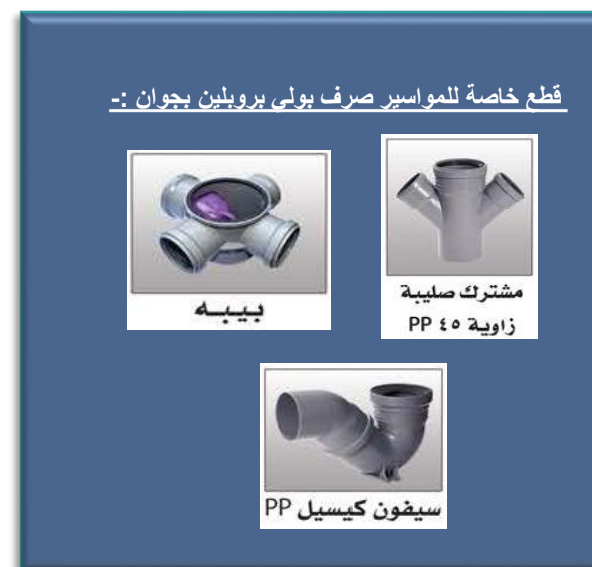 قطع خاصة للمواسير صرف بولي بروبلين بجوان :-
مشترك صليبة
زاوية ٤٥ PP
بيبه
سيفون كيسيل PP